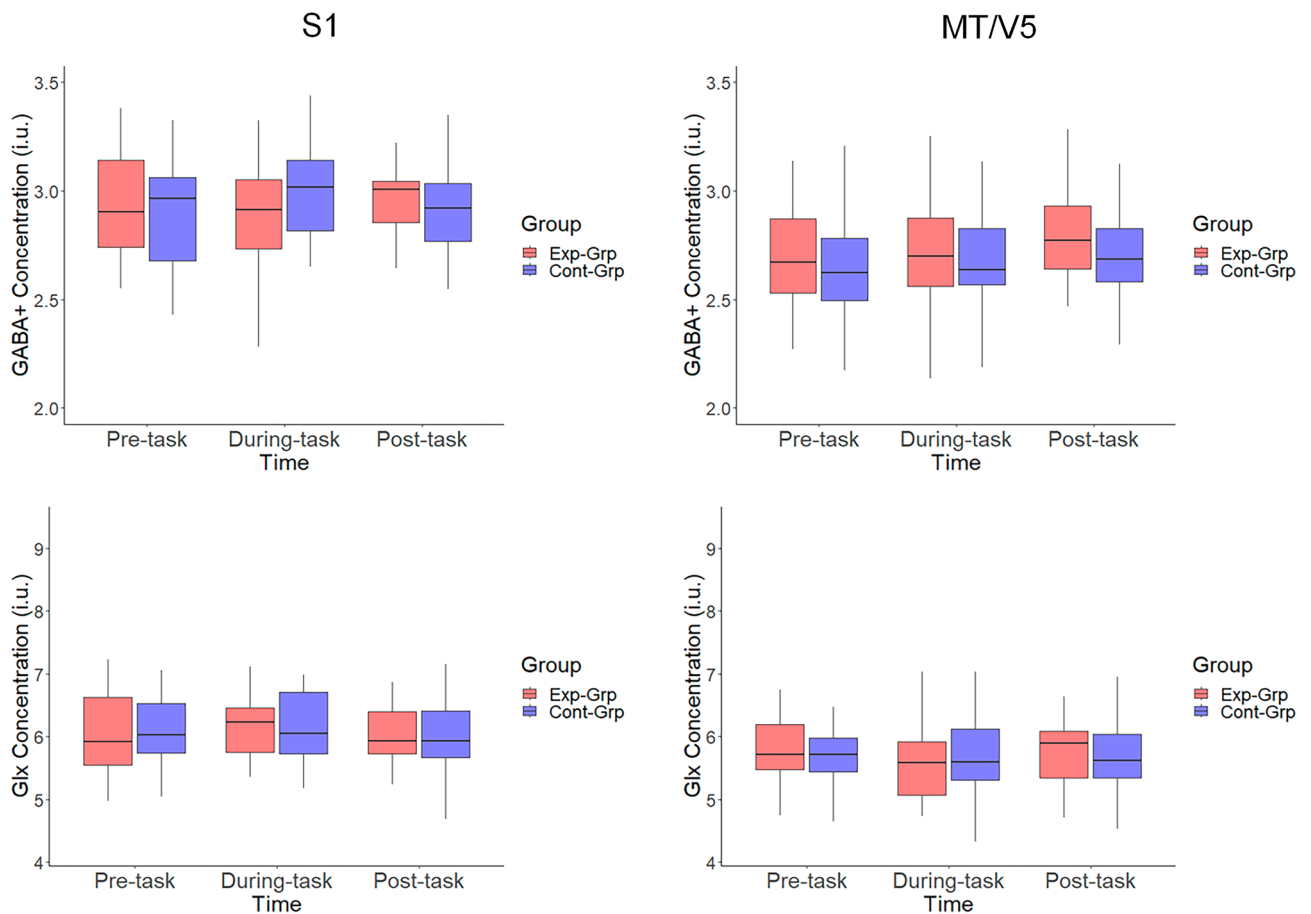 S1
MT/V5
GABA+ Concentration (i.u.)
3.5
3.0
2.5
2.0
Pre-task During-task Post-task
Time
Group
Exp-Grp
Cont-Grp
GABA+ Concentration (i.u.)
3.5
3.0
2.5
2.0
Pre-task During-task Post-task
Time
Group
Exp-Grp
Cont-Grp
Glx Concentration (i.u.)
9
8
7
6
5
4
Pre-task During-task Post-task
Time
Group
Exp-Grp
Cont-Grp
Glx Concentration (i.u.)
9
8
7
6
5
4
Pre-task During-task Post-task
Time
Group
Exp-Grp
Cont-Grp